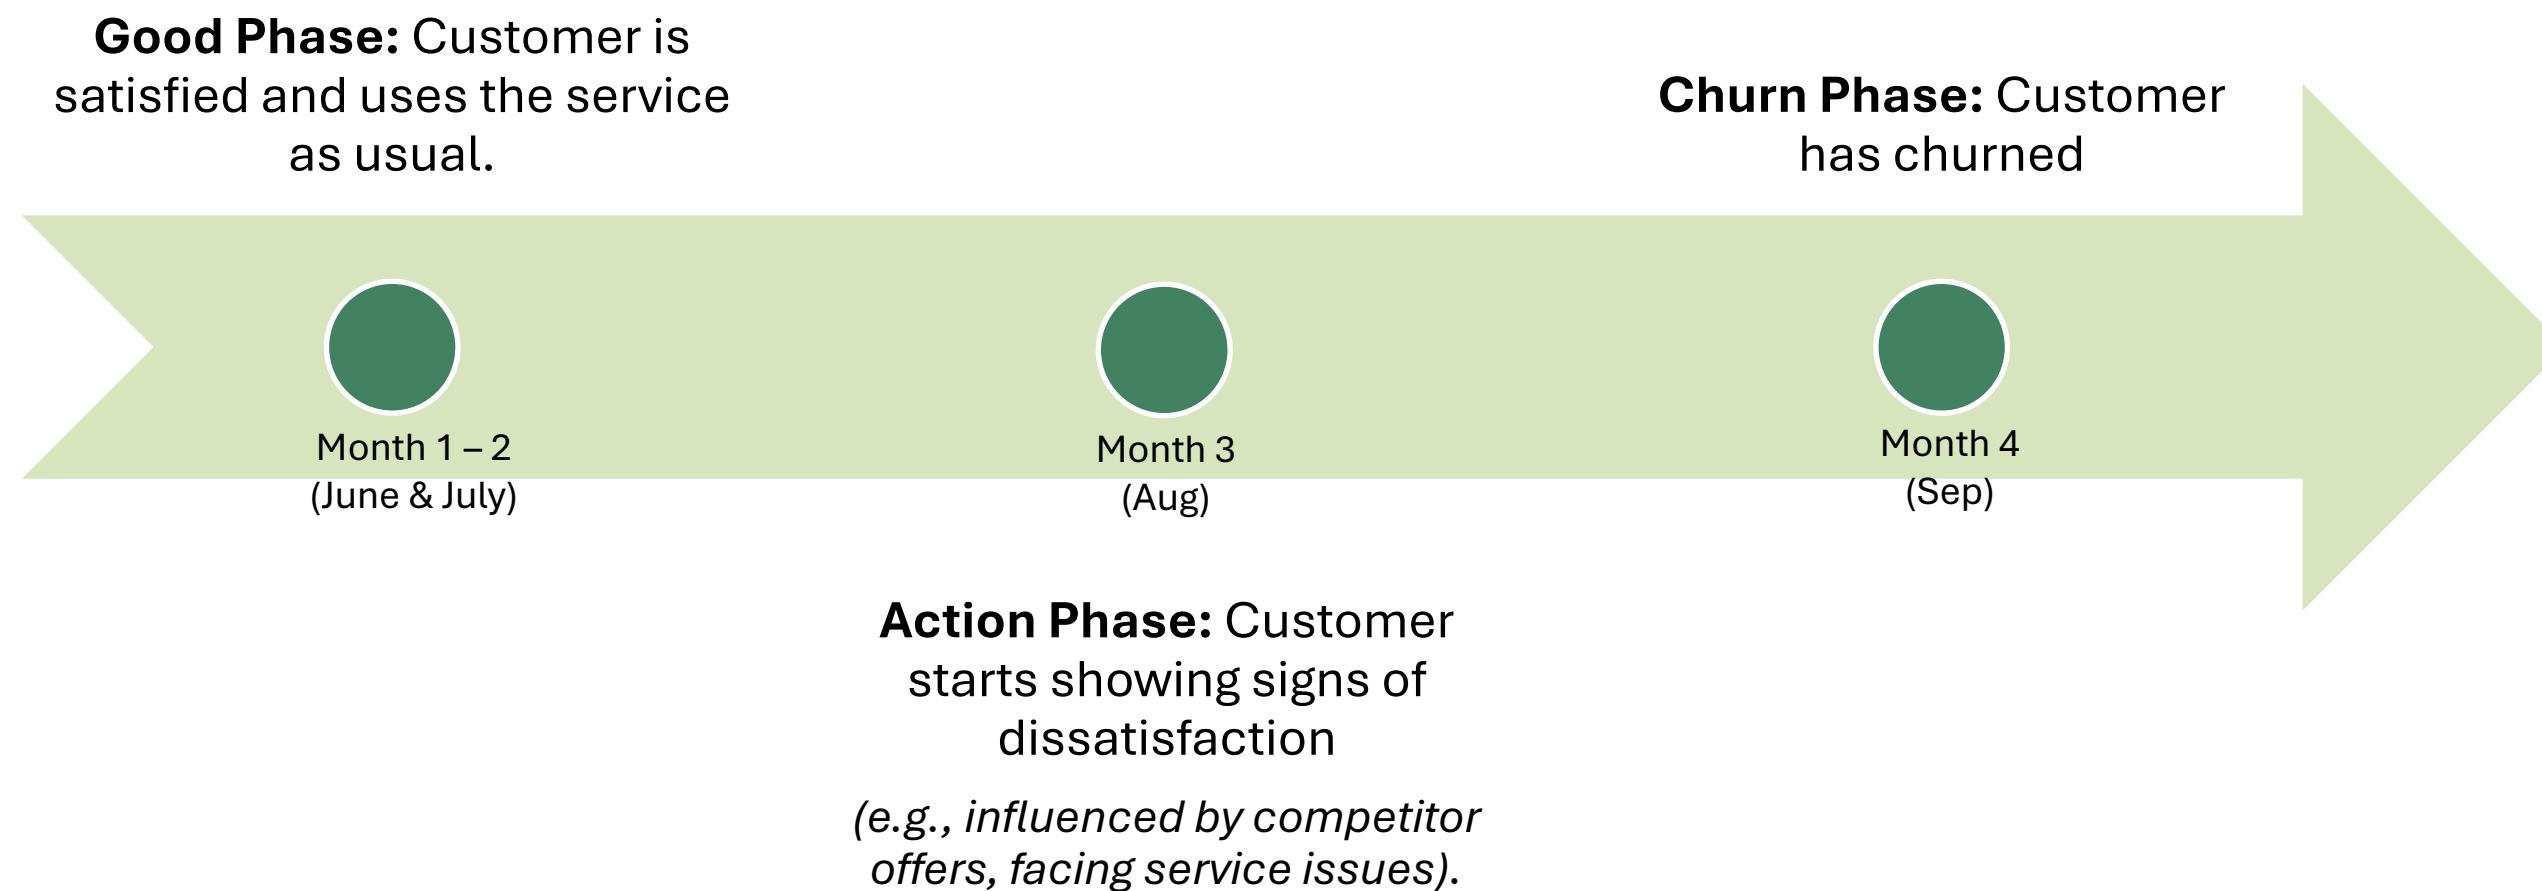 Good Phase: Customer is
satisfied and uses the service
as usual.
Churn Phase: Customer
has churned
Month 1 – 2
(June & July)
Month 3
(Aug)
Month 4
(Sep)
Action Phase: Customer
starts showing signs of
dissatisfaction
(e.g., influenced by competitor
offers, facing service issues).